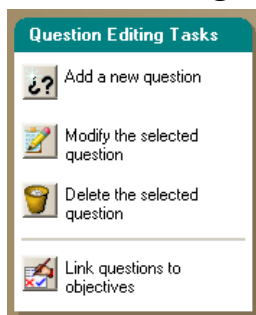 Question Editing Tasks
¿? Add a new question
Modify the selected
question
Delete the selected
question
Link questions to
objectives